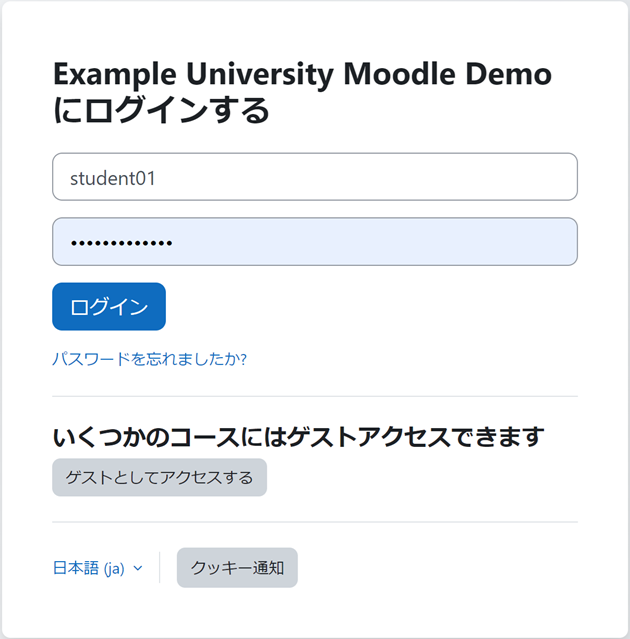 Example University Moodle Demo
にログインする
student01
•••••••••••••
ログイン
パスワードを忘れましたか?
いくつかのコースにはゲストアクセスできます
ゲストとしてアクセスする
日本語 (ja)
クッキー通知